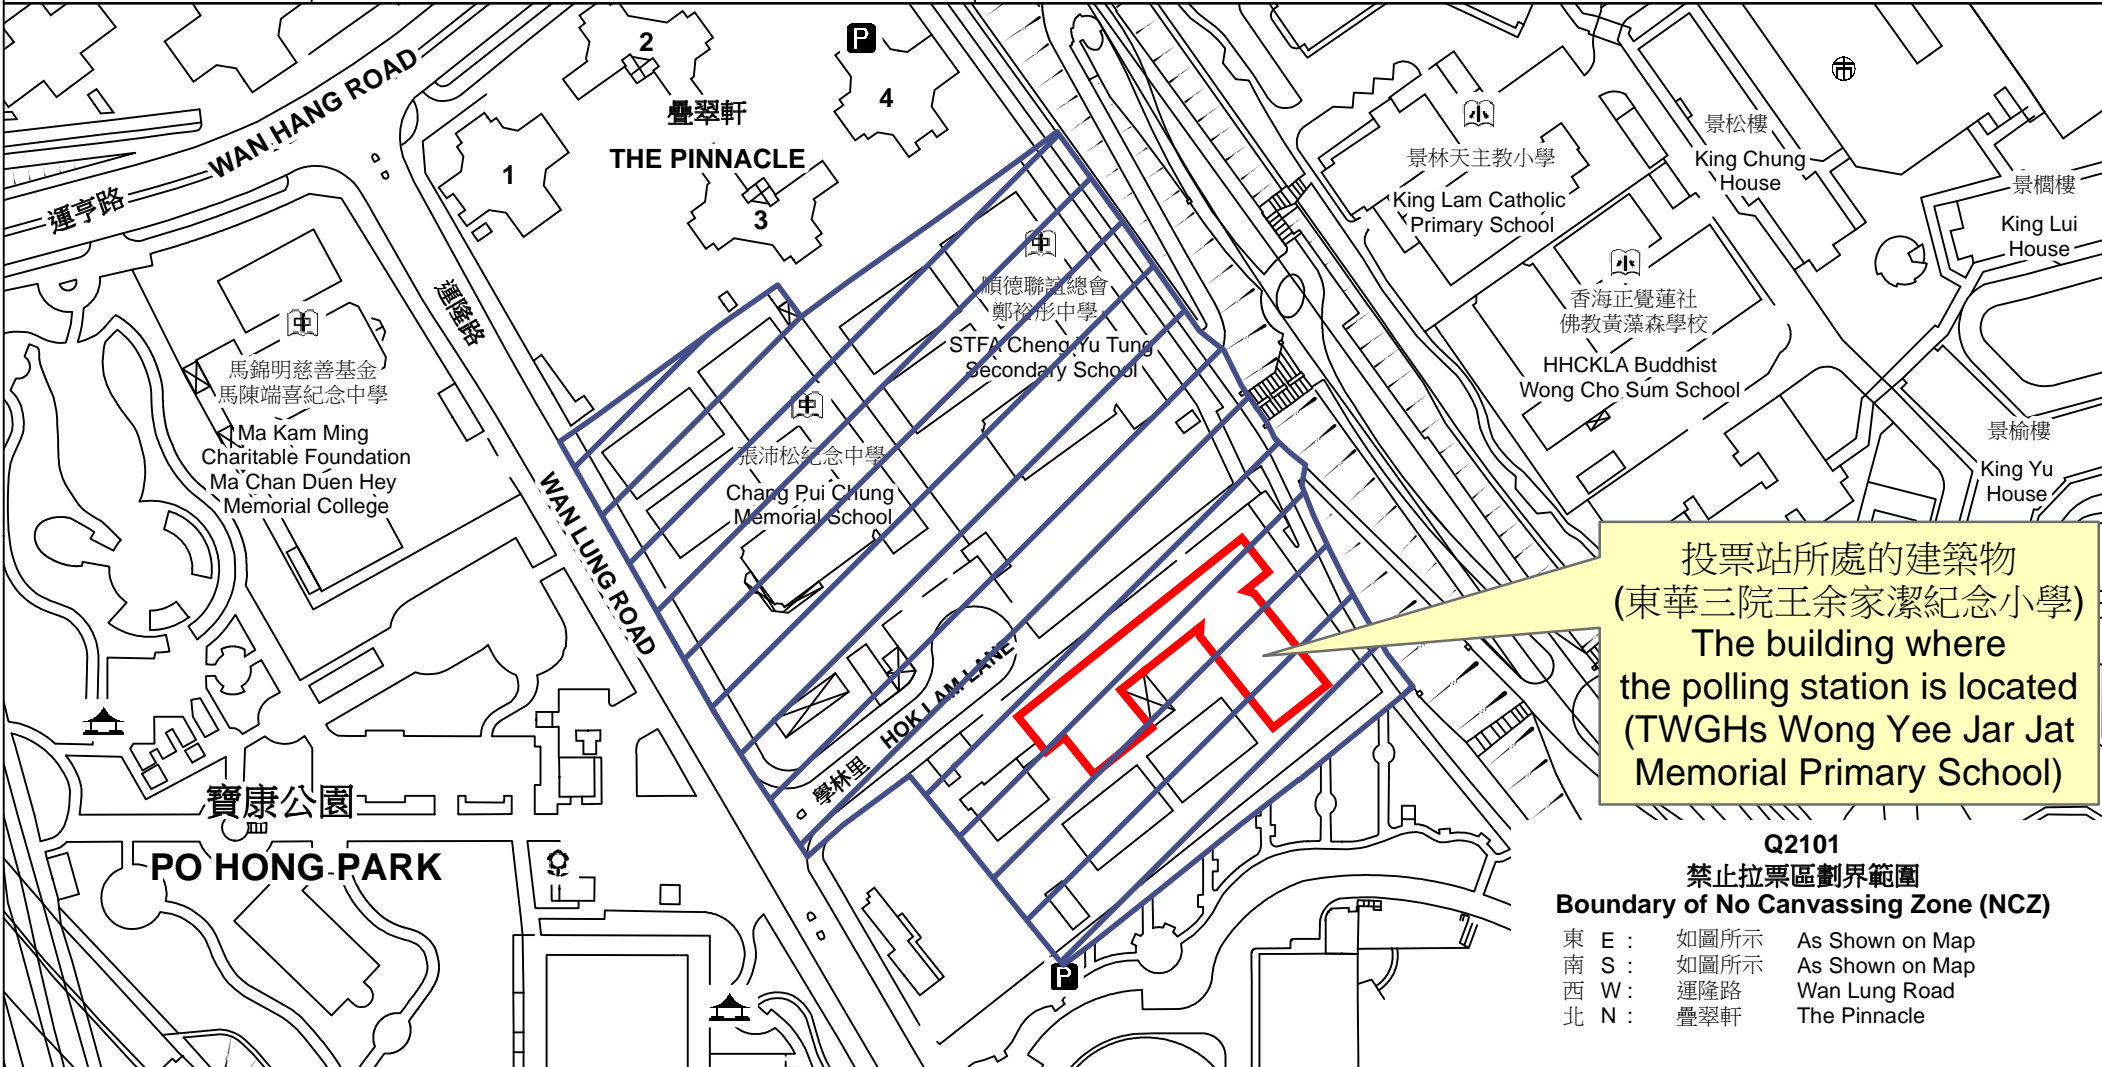 2
P
4
疊翠軒
THE PINNACLE
1
3
WAN HANG ROAD
運亨路
運隆路
WAN LUNG ROAD
中
馬錦明慈善基金
馬陳端喜紀念中學
Ma Kam Ming
Charitable Foundation
Ma Chan Duen Hey
Memorial College
中
順德聯誼總會
鄭裕彤中學
STFA Cheng Yu Tung
Secondary School
中
張沛松紀念中學
Chang Pui Chung
Memorial School
小
景林天主教小學
King Lam Catholic
Primary School
小
香海正覺蓮社
佛教黃藻森學校
HHCKLA Buddhist
Wong Cho Sum School
市
景松樓
King Chung
House
景櫚樓
King Lui
House
景榆樓
King Yu
House
學林里
HOK LAM LANE
寶康公園
PO HONG PARK
P
投票站所處的建築物
(東華三院王余家潔紀念小學)
The building where
the polling station is located
(TWGHs Wong Yee Jar Jat
Memorial Primary School)
Q2101
禁止拉票區劃界範圍
Boundary of No Canvassing Zone (NCZ)
東 E : 如圖所示 As Shown on Map
南 S : 如圖所示 As Shown on Map
西 W : 運隆路 Wan Lung Road
北 N : 疊翠軒 The Pinnacle